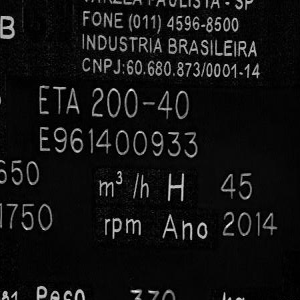 VARZEA PAULISTA - SP
B FONE (011) 4596-8500
INDUSTRIA BRASILEIRA
CNPJ:60.680.873/0001-14
ETA 200-40
E961400933
650 m³/h H 45
1750 rpm Ano 2014
Peso 370 kg